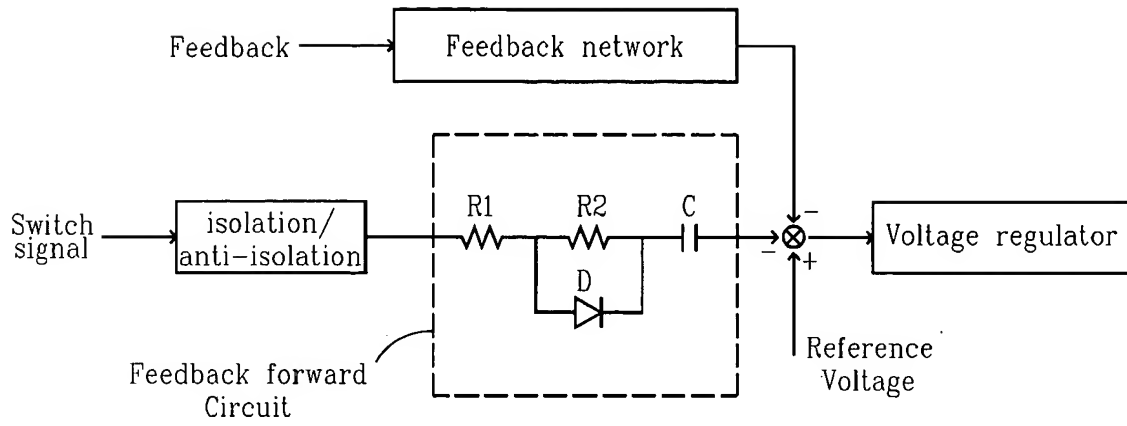 Feedback
Feedback network
Switch
signal
isolation/
anti-isolation
R1
R2
C
D
-
-
+
Voltage regulator
Reference
Voltage
Feedback forward
Circuit